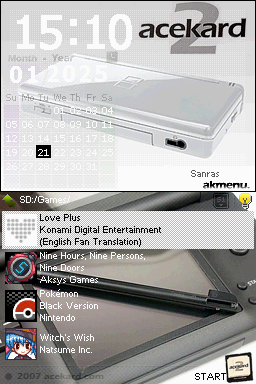 15:10
acekard
2
Month - Year
01 2025
Su Mo Tu We Th Fr Sa
01 02 03 04
05 06 07 08 09 10 11
12 13 14 15 16 17 18
19 20 21 22 23 24 25
26 27 28 29 30 31
Sanras
akmenu.
SD:/Games/
Love Plus
Konami Digital Entertainment
(English Fan Translation)
Nine Hours, Nine Persons,
Nine Doors
Aksys Games
Pokémon
Black Version
Nintendo
Witch's Wish
Natsume Inc.
© 2007 acekard.com
START
acekard